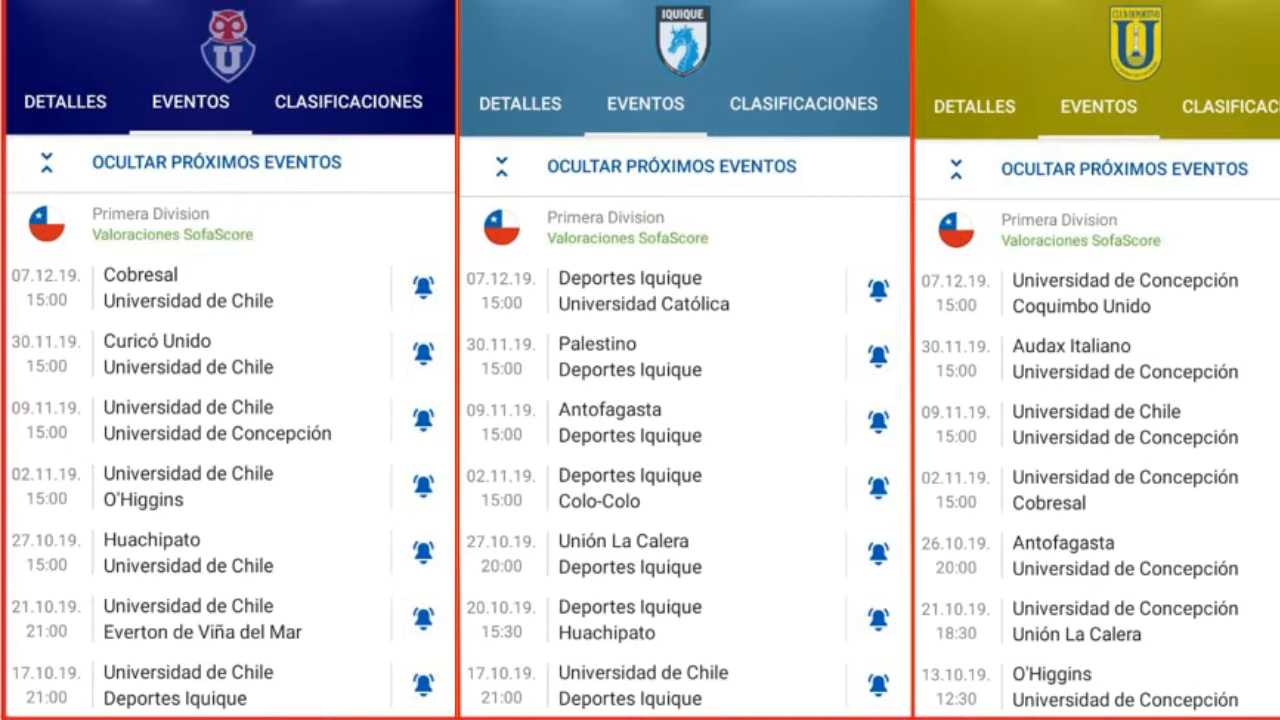 U
DETALLES
EVENTOS
CLASIFICACIONES
OCULTAR PRÓXIMOS EVENTOS
Primera Division
Valoraciones SofaScore
07.12.19.
15:00
Cobresal
Universidad de Chile
30.11.19.
15:00
Curicó Unido
Universidad de Chile
09.11.19.
15:00
Universidad de Chile
Universidad de Concepción
02.11.19.
15:00
Universidad de Chile
O'Higgins
27.10.19.
15:00
Huachipato
Universidad de Chile
21.10.19.
21:00
Universidad de Chile
Everton de Viña del Mar
17.10.19.
21:00
Universidad de Chile
Deportes Iquique
IQUIQUE
DETALLES
EVENTOS
CLASIFICACIONES
OCULTAR PRÓXIMOS EVENTOS
Primera Division
Valoraciones SofaScore
07.12.19.
15:00
Deportes Iquique
Universidad Católica
30.11.19.
15:00
Palestino
Deportes Iquique
09.11.19.
15:00
Antofagasta
Deportes Iquique
02.11.19.
15:00
Deportes Iquique
Colo-Colo
27.10.19.
20:00
Unión La Calera
Deportes Iquique
20.10.19.
15:30
Deportes Iquique
Huachipato
17.10.19.
21:00
Universidad de Chile
Deportes Iquique
CLUB DEPORTIVO
U
DETALLES
EVENTOS
CLASIFICAC
OCULTAR PRÓXIMOS EVENTOS
Primera Division
Valoraciones SofaScore
07.12.19.
15:00
Universidad de Concepción
Coquimbo Unido
30.11.19.
15:00
Audax Italiano
Universidad de Concepción
09.11.19.
15:00
Universidad de Chile
Universidad de Concepción
02.11.19.
15:00
Universidad de Concepción
Cobresal
26.10.19.
20:00
Antofagasta
Universidad de Concepción
21.10.19.
18:30
Universidad de Concepción
Unión La Calera
13.10.19.
12:30
O'Higgins
Universidad de Concepción